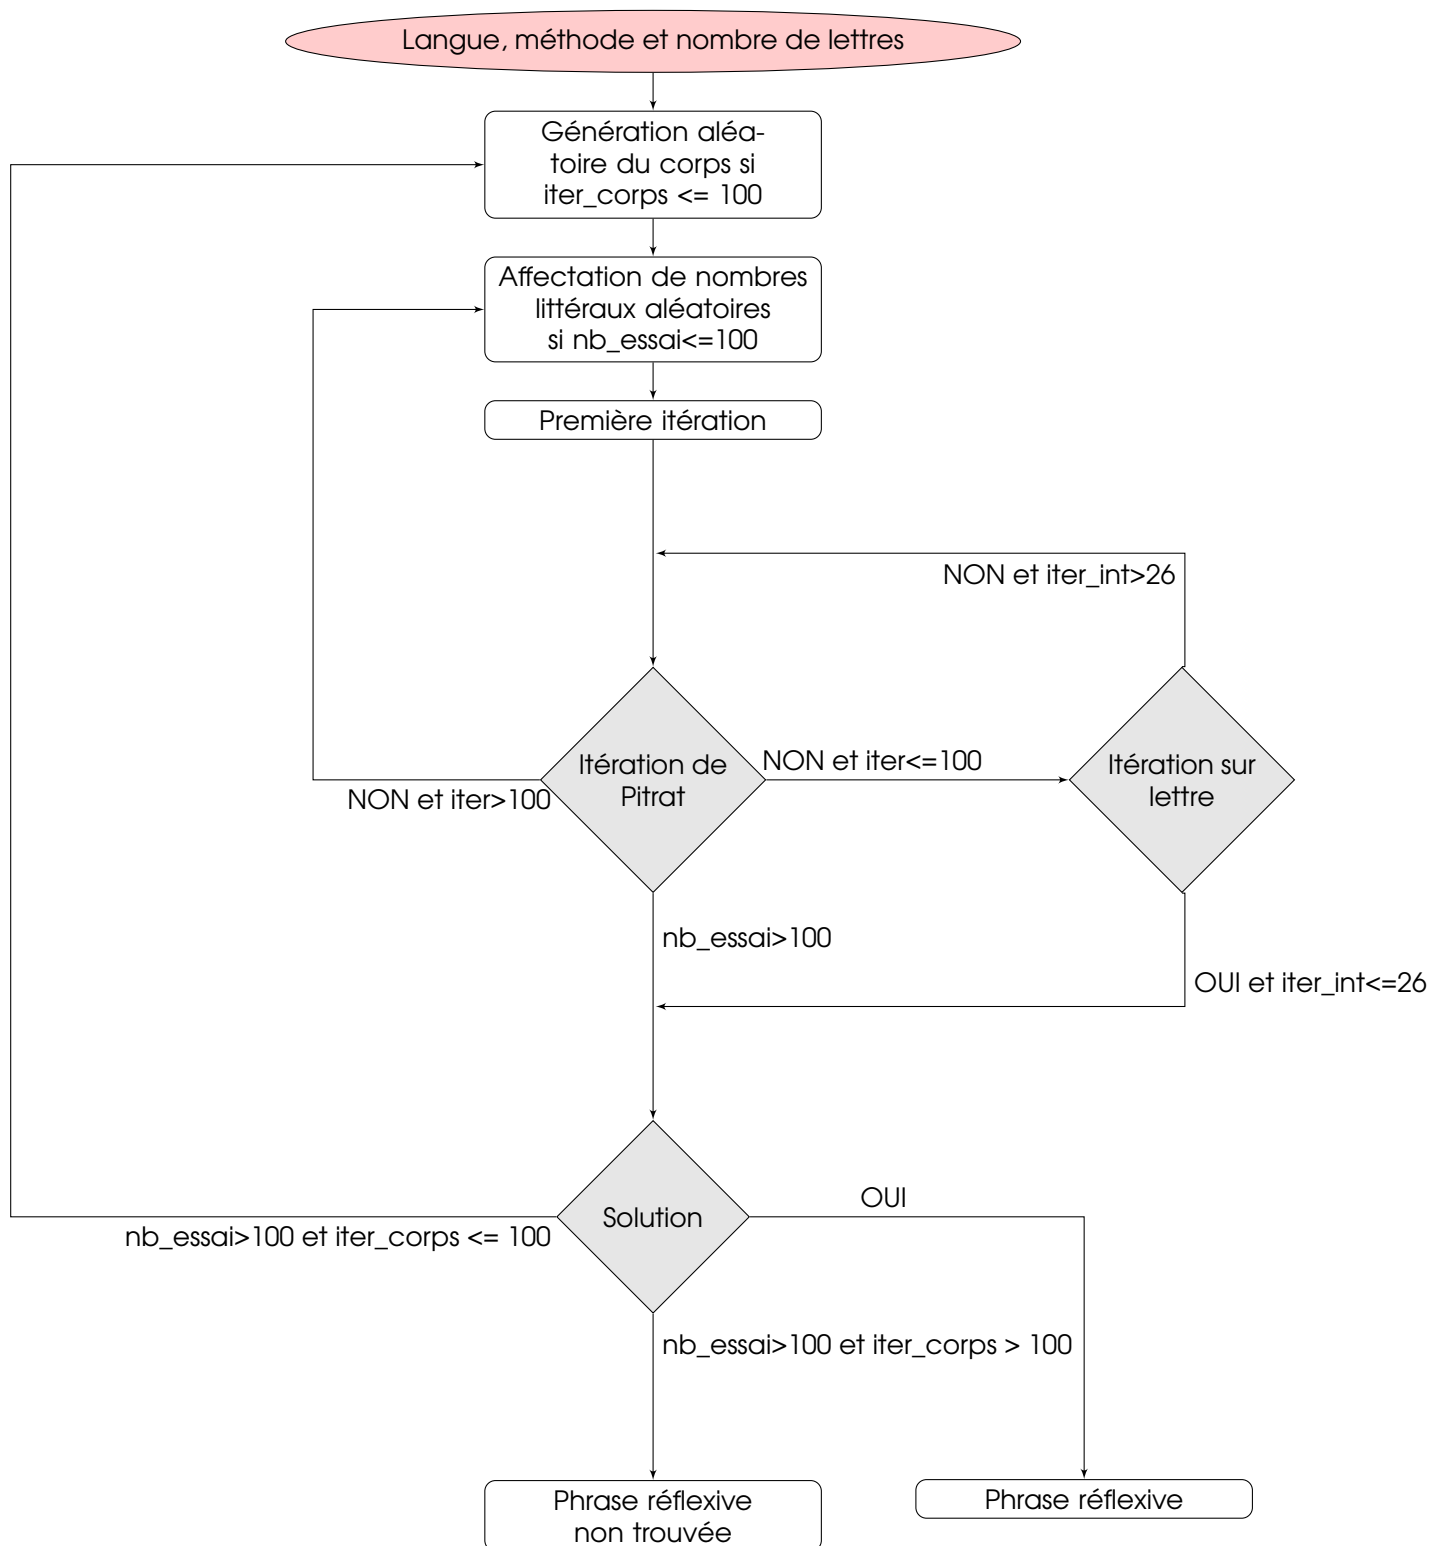 Langue, méthode et nombre de lettres
Génération aléa-
toire du corps si
iter_corps <= 100
Affectation de nombres
littéraux aléatoires
si nb_essai<=100
Première itération
NON et iter_int>26
Itération de
Pitrat
NON et iter<=100
Itération sur
lettre
NON et iter>100
nb_essai>100
OUI et iter_int<=26
Solution
OUI
nb_essai>100 et iter_corps <= 100
nb_essai>100 et iter_corps > 100
Phrase réflexive
non trouvée
Phrase réflexive